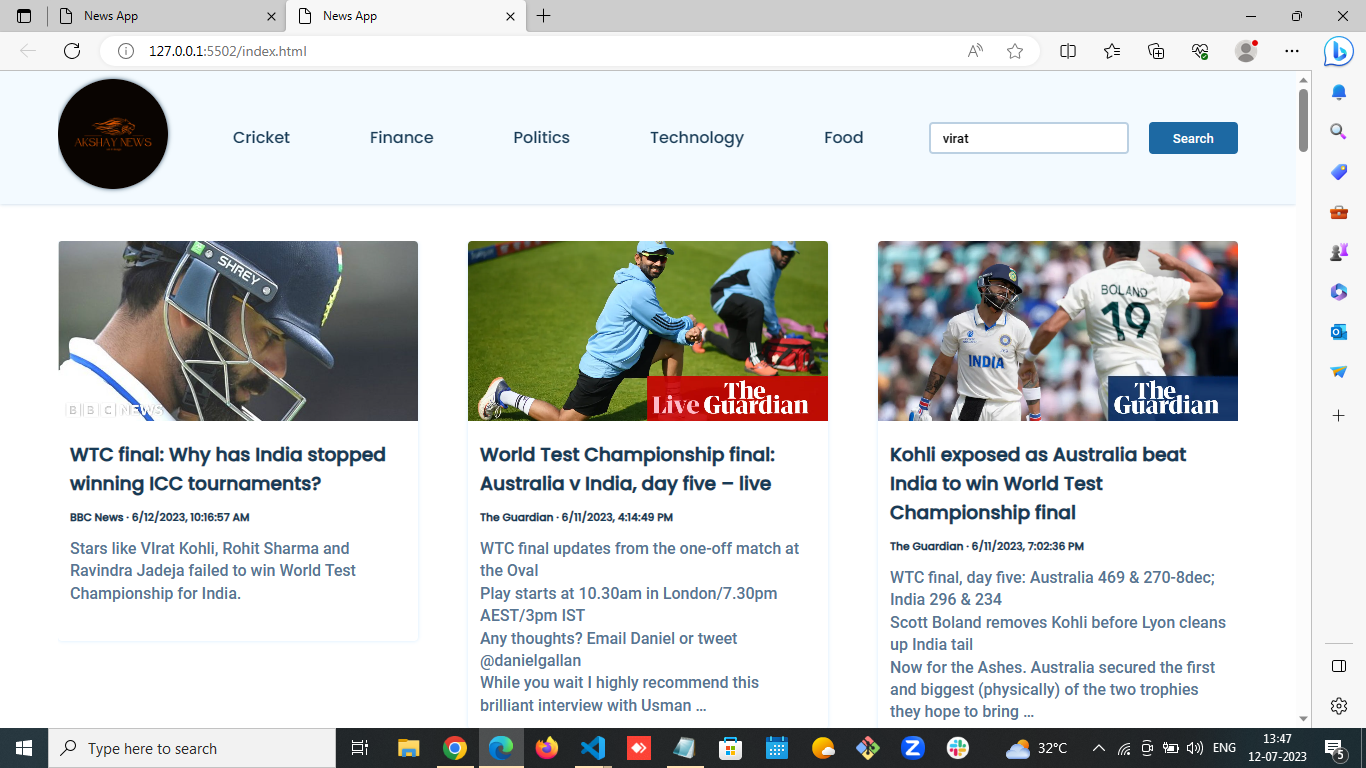 News App
News App
127.0.0.1:5502/index.html
AKSHAY NEWS
Cricket
Finance
Politics
Technology
Food
virat
Search
SHREY
BBC NEWS
WTC final: Why has India stopped
winning ICC tournaments?
BBC News · 6/12/2023, 10:16:57 AM
Stars like VIrat Kohli, Rohit Sharma and
Ravindra Jadeja failed to win World Test
Championship for India.
The
Live Guardian
World Test Championship final:
Australia v India, day five – live
The Guardian · 6/11/2023, 4:14:49 PM
WTC final updates from the one-off match at
the Oval
Play starts at 10.30am in London/7.30pm
AEST/3pm IST
Any thoughts? Email Daniel or tweet
@danielgallan
While you wait I highly recommend this
brilliant interview with Usman …
BOLAND
19
INDIA
The
Guardian
Kohli exposed as Australia beat
India to win World Test
Championship final
The Guardian · 6/11/2023, 7:02:36 PM
WTC final, day five: Australia 469 & 270-8dec;
India 296 & 234
Scott Boland removes Kohli before Lyon cleans
up India tail
Now for the Ashes. Australia secured the first
and biggest (physically) of the two trophies
they hope to bring …
Type here to search
32°C
ENG
13:47
12-07-2023
5